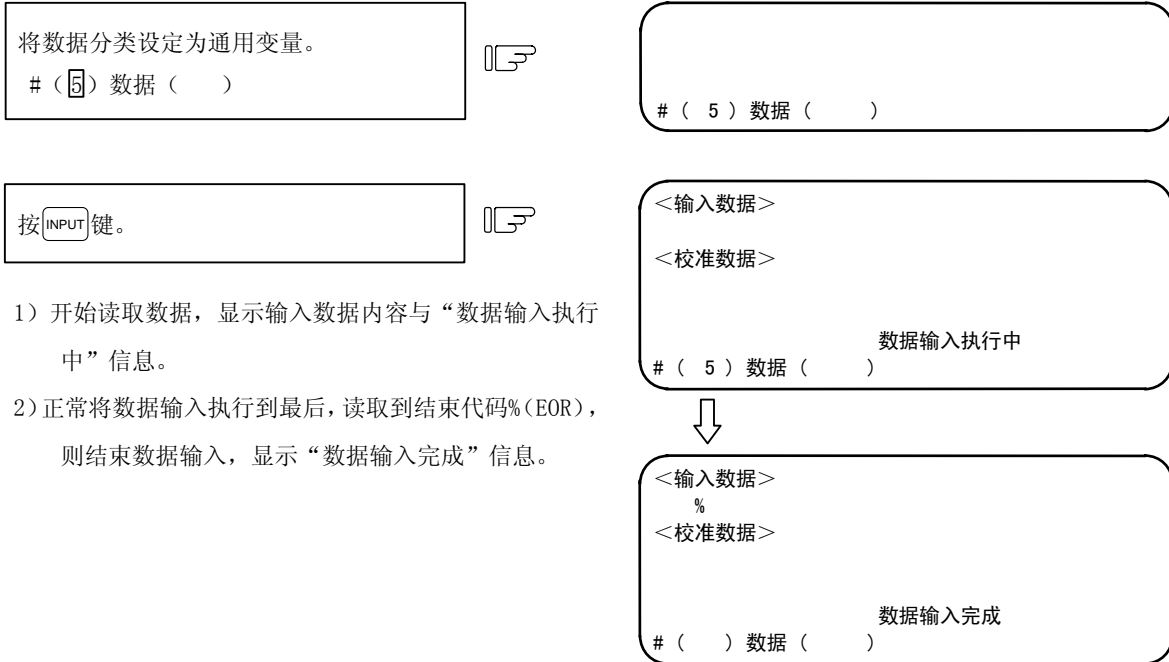 将数据分类设定为通用变量。
#（5）数据（ ）
#（ 5 ）数据（ ）
按INPUT键。
1）开始读取数据，显示输入数据内容与“数据输入执行
中”信息。
2）正常将数据输入执行到最后，读取到结束代码%（EOR），
则结束数据输入，显示“数据输入完成”信息。
＜输入数据＞
＜校准数据＞
数据输入执行中
#（ 5 ）数据（ ）
＜输入数据＞
%
＜校准数据＞
数据输入完成
#（ ）数据（ ）